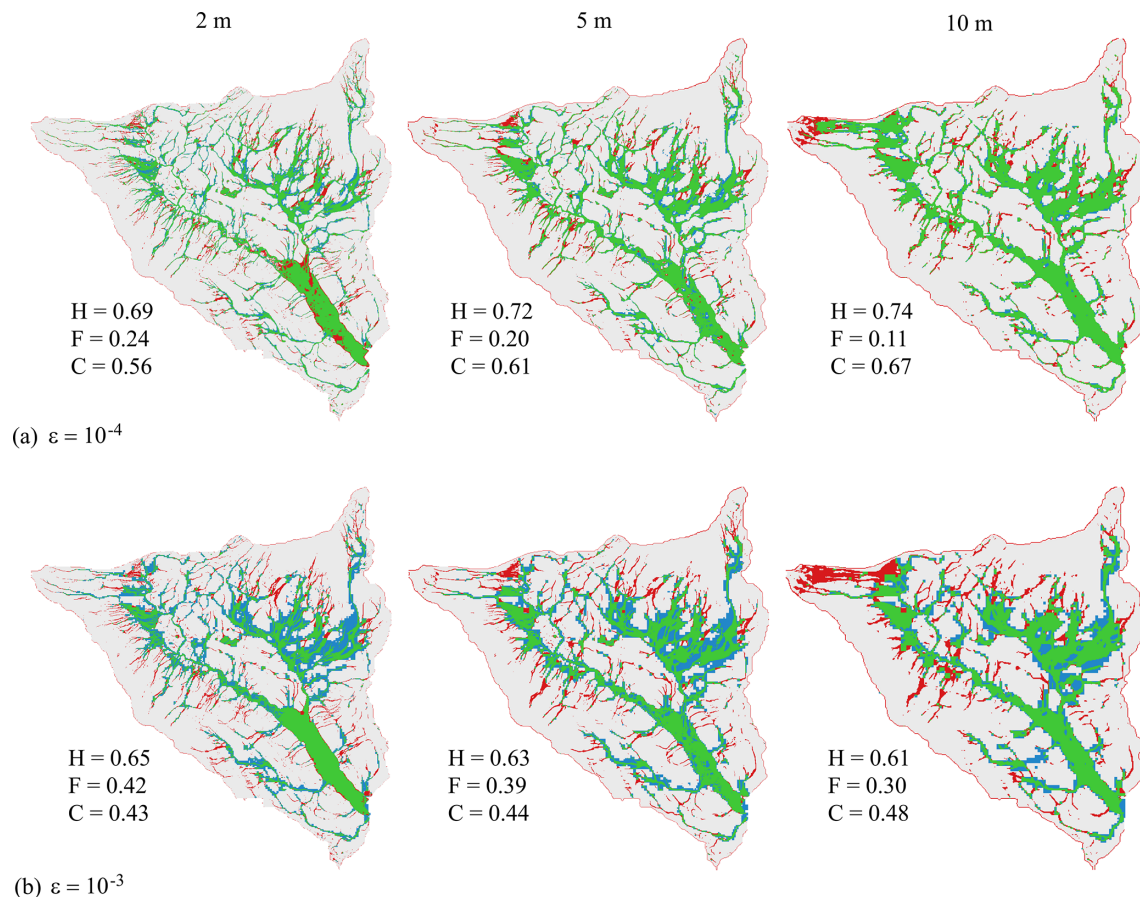 2 m
5 m
10 m
H = 0.69
F = 0.24
C = 0.56
H = 0.72
F = 0.20
C = 0.61
H = 0.74
F = 0.11
C = 0.67
(a) ε = 10⁻⁴
H = 0.65
F = 0.42
C = 0.43
H = 0.63
F = 0.39
C = 0.44
H = 0.61
F = 0.30
C = 0.48
(b) ε = 10⁻³